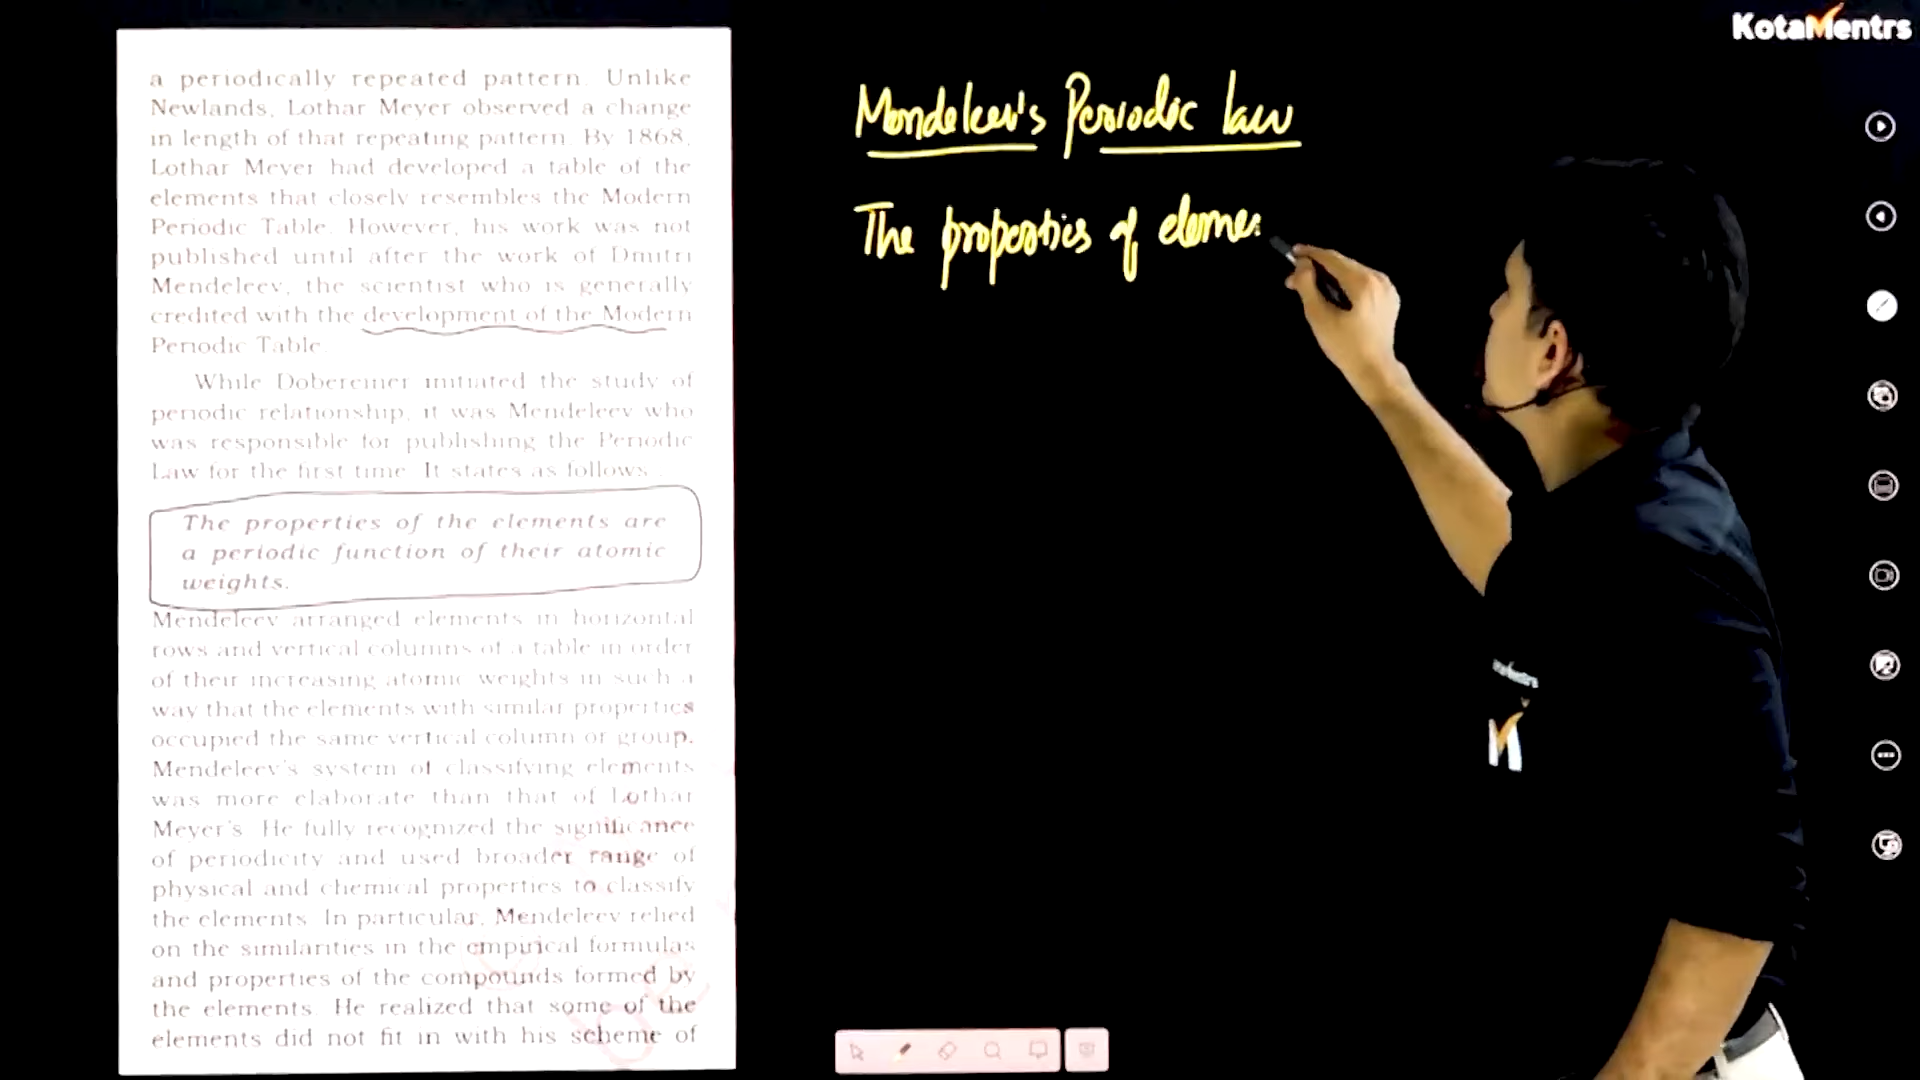 a periodically repeated pattern. Unlike
Newlands, Lothar Meyer observed a change
in length of that repeating pattern. By 1868,
Lothar Meyer had developed a table of the
elements that closely resembles the Modern
Periodic Table. However, his work was not
published until after the work of Dmitri
Mendeleev, the scientist who is generally
credited with the development of the Modern
Periodic Table.
While Dobereiner initiated the study of
periodic relationship, it was Mendeleev who
was responsible for publishing the Periodic
Law for the first time. It states as follows :
The properties of the elements are
a periodic function of their atomic
weights.
Mendeleev arranged elements in horizontal
rows and vertical columns of a table in order
of their increasing atomic weights in such a
way that the elements with similar properties
occupied the same vertical column or group.
Mendeleev's system of classifying elements
was more elaborate than that of Lothar
Meyer's. He fully recognized the significance
of periodicity and used broader range of
physical and chemical properties to classify
the elements. In particular, Mendeleev relied
on the similarities in the empirical formulas
and properties of the compounds formed by
the elements. He realized that some of the
elements did not fit in with his scheme of
Mendeleev's Periodic law
The properties of eleme
KotaMentrs